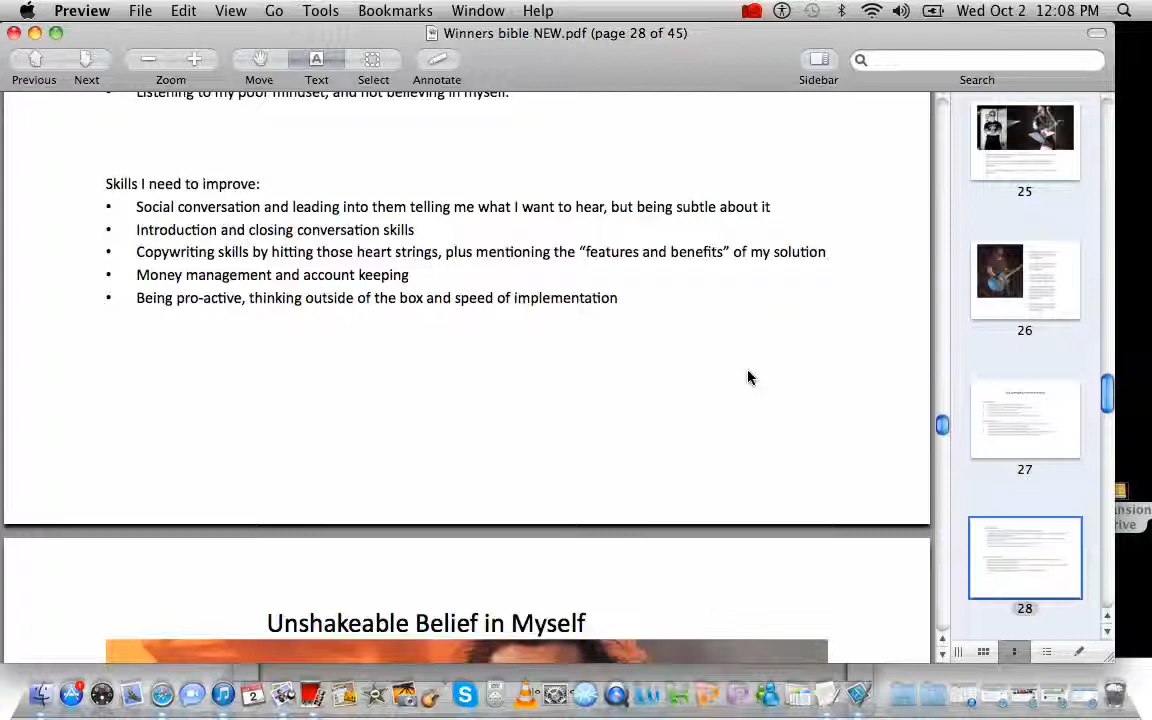 Preview File Edit View Go Tools Bookmarks Window Help Wed Oct 2 12:08 PM
Winners bible NEW.pdf (page 28 of 45)
Previous Next Zoom Move Text Select Annotate Sidebar Search
• Listening to my poor mindset, and not believing in myself.
Skills I need to improve:
• Social conversation and leading into them telling me what I want to hear, but being subtle about it
• Introduction and closing conversation skills
• Copywriting skills by hitting those heart strings, plus mentioning the “features and benefits” of my solution
• Money management and account keeping
• Being pro-active, thinking outside of the box and speed of implementation
Unshakeable Belief in Myself
25
26
27
28
nsion
rive